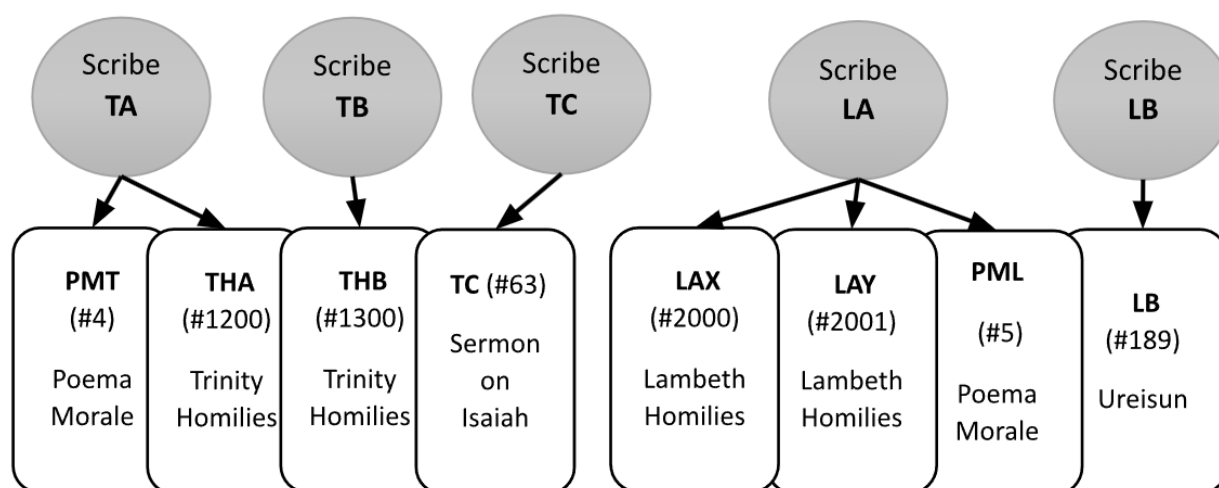 Scribe
TA
Scribe
TB
Scribe
TC
Scribe
LA
Scribe
LB
PMT
(#4)
Poema
Morale
THA
(#1200)
Trinity
Homilies
THB
(#1300)
Trinity
Homilies
TC (#63)
Sermon
on
Isaiah
LAX
(#2000)
Lambeth
Homilies
LAY
(#2001)
Lambeth
Homilies
PML
(#5)
Poema
Morale
LB
(#189)
Ureisun